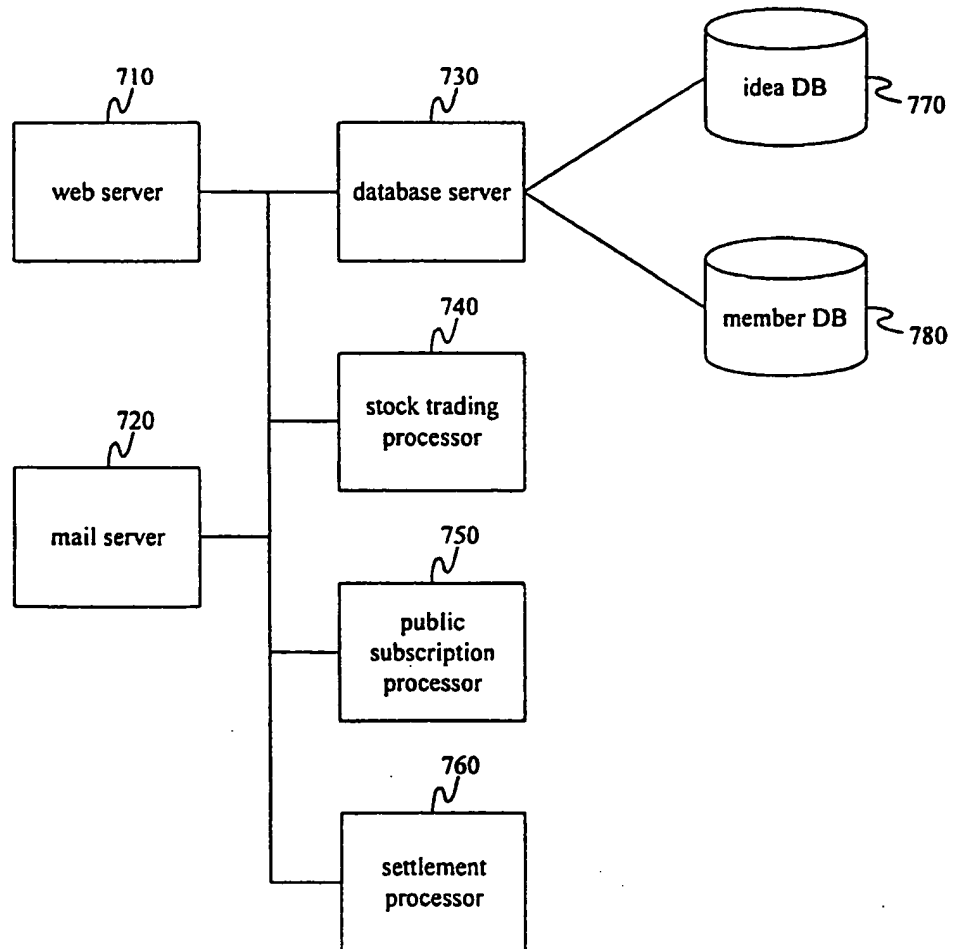 710
web server
730
database server
idea DB
770
member DB
780
740
stock trading
processor
720
mail server
750
public
subscription
processor
760
settlement
processor